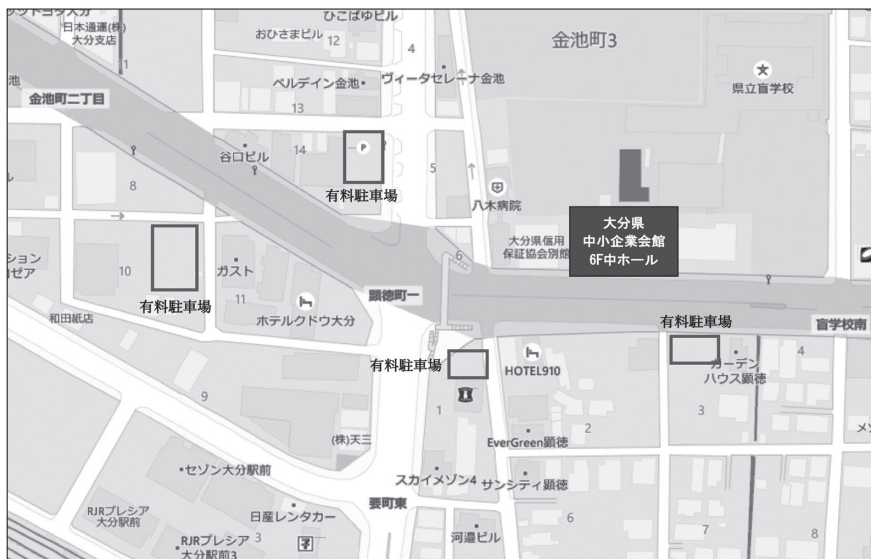 ひこばゆビル
日本通運(株)
大分支店
おひさまビル
12
4
金池町3
1
ベルデイン金池
ヴィータセレーナ金池
県立盲学校
池
金池町二丁目
13
谷口ビル
14
P
5
8
有料駐車場
八木病院
大分県
中小企業会館
6F中ホール
大分県信用
保証協会別館
6
ション
10
ガスト
11
有料駐車場
顕徳町一
和田紙店
ホテルクドウ大分
盲学校南
有料駐車場
有料駐車場
HOTEL910
ガーデン
ハウス顕徳
4
9
1
3
2
(株)天三
EverGreen顕徳
セゾン大分駅前
スカイメゾン4
サンシティ顕徳
要町東
RJRプレシア
大分駅前
日産レンタカー
6
7
8
河邉ビル
RJRプレシア
大分駅前3
3